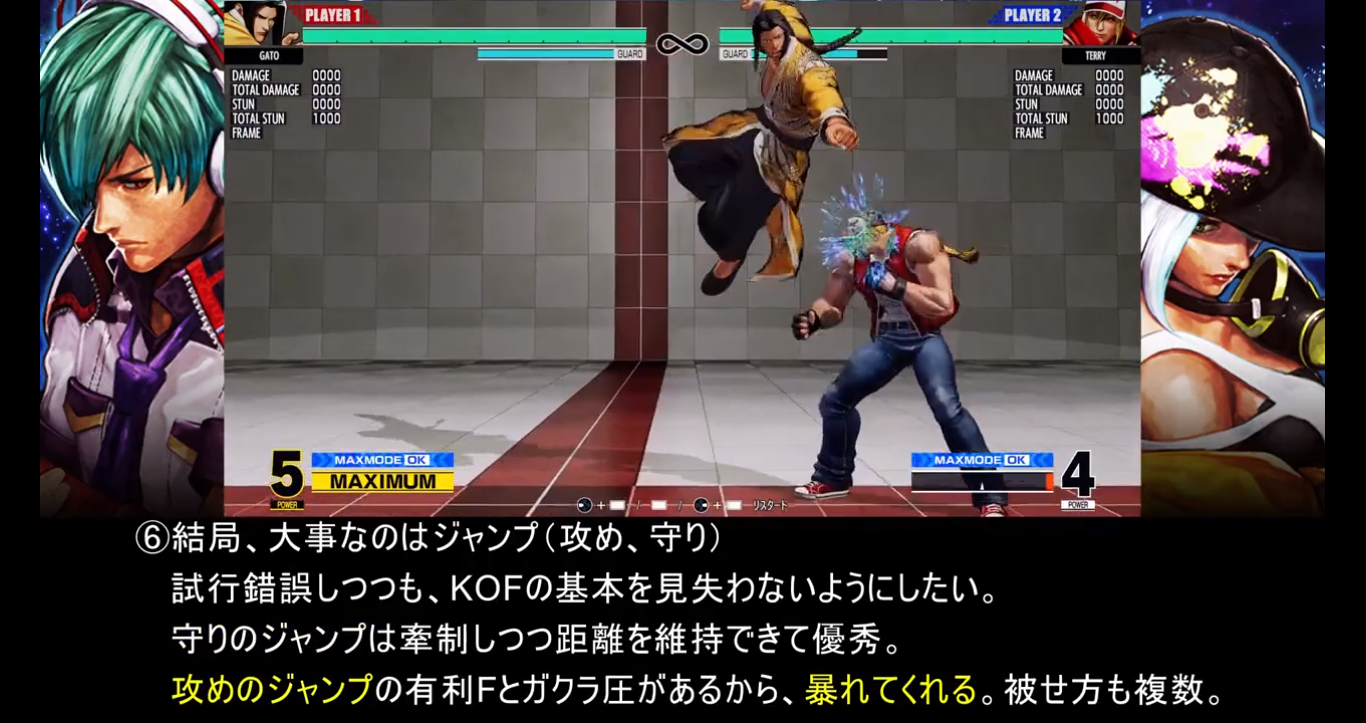 PLAYER 1
PLAYER 2
GATO
GUARD
GUARD
TERRY
DAMAGE 0000
TOTAL DAMAGE 0000
STUN 0000
TOTAL STUN 1000
FRAME
DAMAGE 0000
TOTAL DAMAGE 0000
STUN 0000
TOTAL STUN 1000
FRAME
5
POWER
MAXMODE OK
MAXIMUM
MAXMODE OK
4
POWER
+ / / + リスタート
⑥結局、大事なのはジャンプ(攻め、守り)
試行錯誤しつつも、KOFの基本を見失わないようにしたい。
守りのジャンプは牽制しつつ距離を維持できて優秀。
攻めのジャンプの有利Fとガクラ圧があるから、暴れてくれる。被せ方も複数。